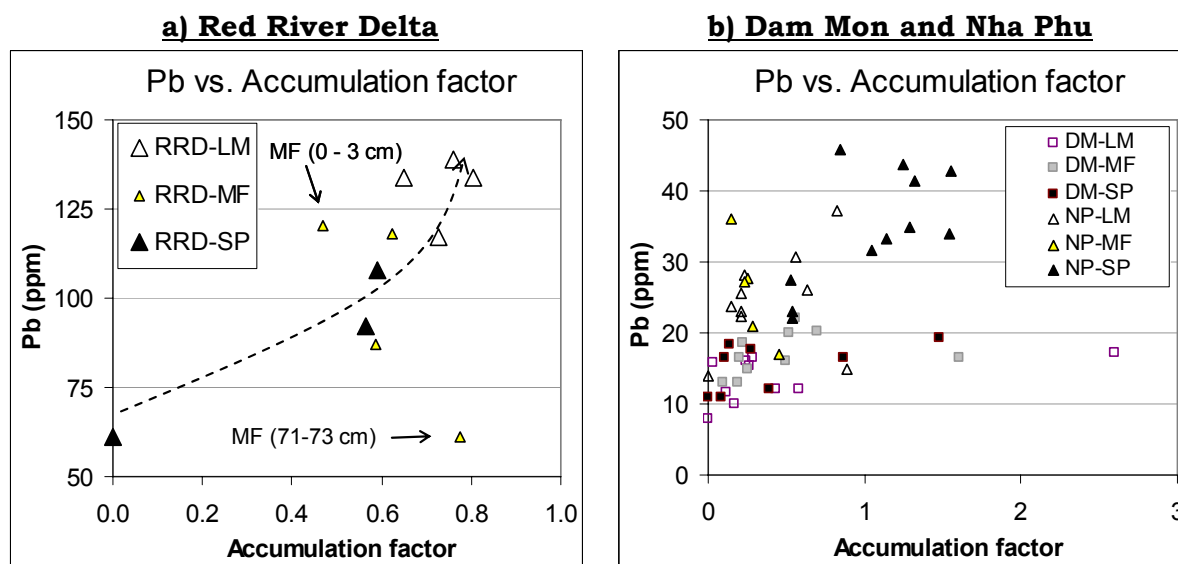 a) Red River Delta
Pb vs. Accumulation factor
Pb (ppm)
150
125
100
75
50
RRD-LM
RRD-MF
RRD-SP
MF (0 - 3 cm)
MF (71-73 cm)
0.0 0.2 0.4 0.6 0.8 1.0
Accumulation factor
b) Dam Mon and Nha Phu
Pb vs. Accumulation factor
Pb (ppm)
50
40
30
20
10
0
DM-LM
DM-MF
DM-SP
NP-LM
NP-MF
NP-SP
0 1 2 3
Accumulation factor